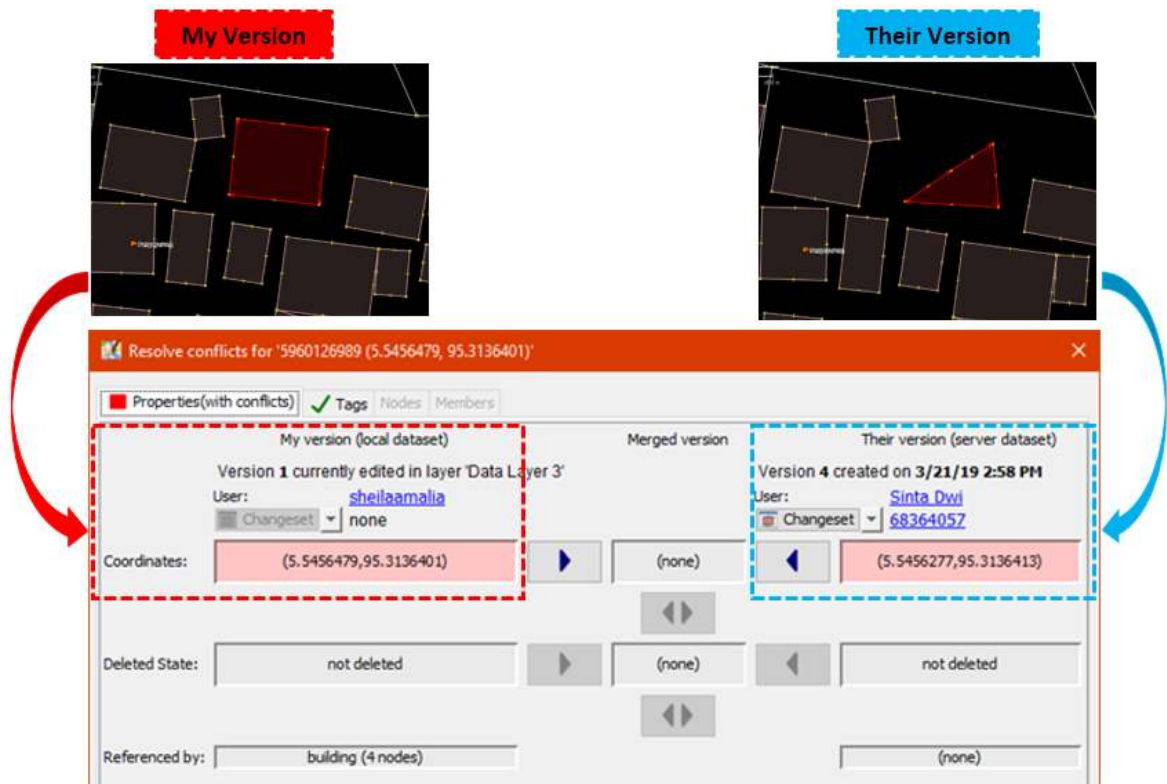 My Version
Their Version
Resolve conflicts for '5960126989 (5.5456479, 95.3136401)'
Properties(with conflicts) Tags Nodes Members
My version (local dataset) Merged version Their version (server dataset)
Version 1 currently edited in layer 'Data Layer 3' Version 4 created on 3/21/19 2:58 PM
User: sheilaamalia User: Sinta Dwi
Changeset none Changeset 68364057
Coordinates: (5.5456479,95.3136401) (none) (5.5456277,95.3136413)
Deleted State: not deleted (none) not deleted
Referenced by: building (4 nodes) (none)